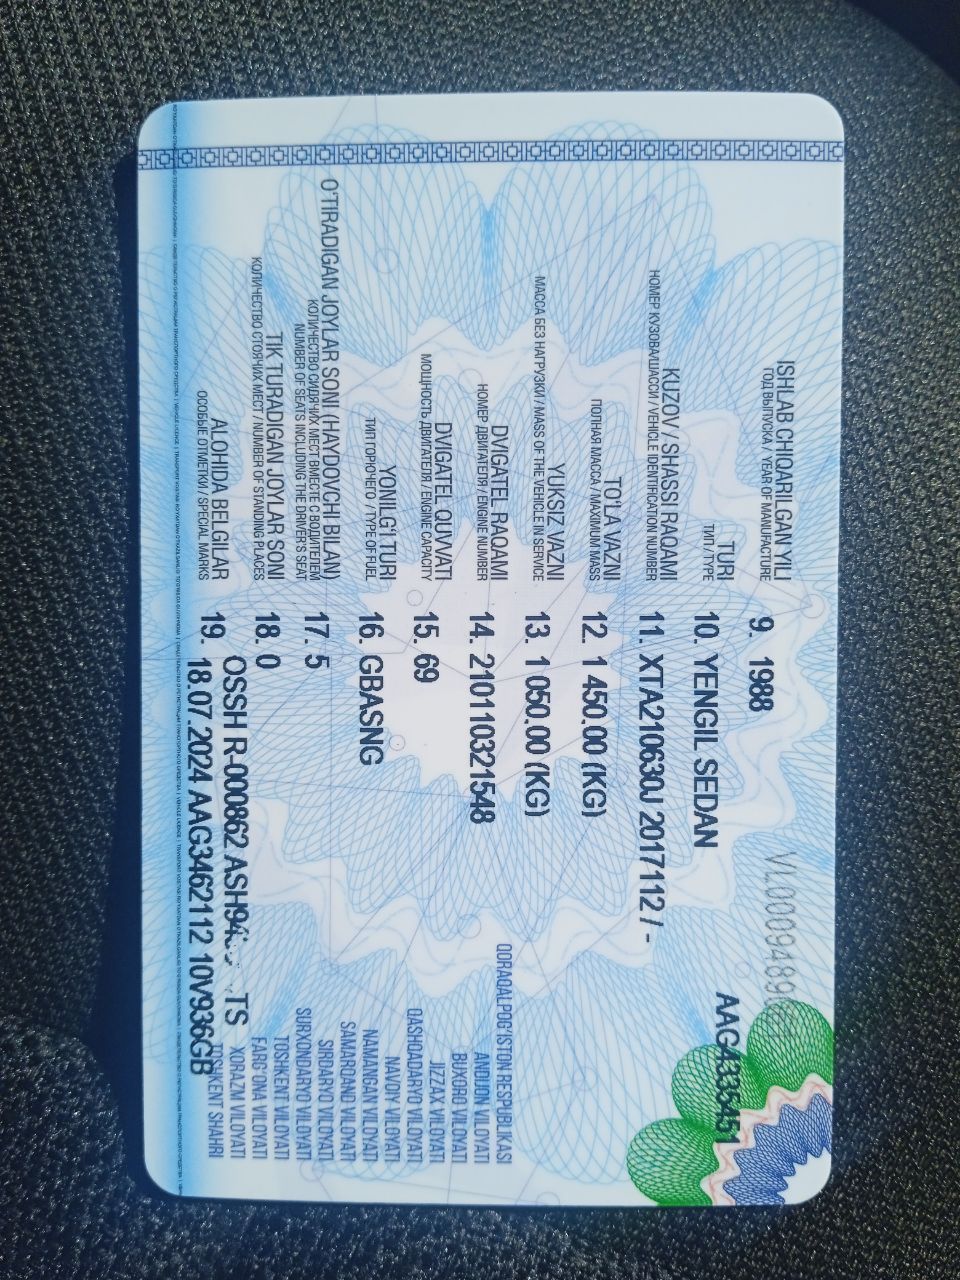 VL0009489
AAG4335451
ISHLAB CHIQARILGAN YILI 9. 1988
ГОД ВЫПУСКА / YEAR OF MANUFACTURE
TURI 10. YENGIL SEDAN
ТИП / TYPE
KUZOV / SHASSI RAQAMI 11. XTA210630J 2017112 / -
НОМЕР КУЗОВА/ШАССИ / VEHICLE IDENTIFICATION NUMBER
TO'LA VAZNI 12. 1 450.00 (KG)
ПОЛНАЯ МАССА / MAXIMUM MASS
YUKSIZ VAZNI 13. 1 050.00 (KG)
МАССА БЕЗ НАГРУЗКИ / MASS OF THE VEHICLE IN SERVICE
DVIGATEL RAQAMI 14. 2101103215​48
НОМЕР ДВИГАТЕЛЯ / ENGINE NUMBER
DVIGATEL QUVVATI 15. 69
МОЩНОСТЬ ДВИГАТЕЛЯ / ENGINE CAPACITY
YONILG'I TURI 16. GBASNG
ТИП ГОРЮЧЕГО / TYPE OF FUEL
O'TIRADIGAN JOYLAR SONI (HAYDOVCHI BILAN) 17. 5
КОЛИЧЕСТВО СИДЯЧИХ МЕСТ ВМЕСТЕ С ВОДИТЕЛЕМ
NUMBER OF SEATS INCLUDING THE DRIVER'S SEAT
TIK TURADIGAN JOYLAR SONI 18. 0
КОЛИЧЕСТВО СТОЯЧИХ МЕСТ / NUMBER OF STANDING PLACES
OSSH R-000862 TS
ALOHIDA BELGILAR 19. 18.07.2024 AAG3462112 10V936GB
ОСОБЫЕ ОТМЕТКИ / SPECIAL MARKS
QORAQALPOG'ISTON RESPUBLIKASI
ANDIJON VILOYATI
BUXORO VILOYATI
JIZZAX VILOYATI
QASHQADARYO VILOYATI
NAVOIY VILOYATI
NAMANGAN VILOYATI
SAMARQAND VILOYATI
SIRDARYO VILOYATI
SURXONDARYO VILOYATI
TOSHKENT VILOYATI
FARG'ONA VILOYATI
XORAZM VILOYATI
TOSHKENT SHAHRI